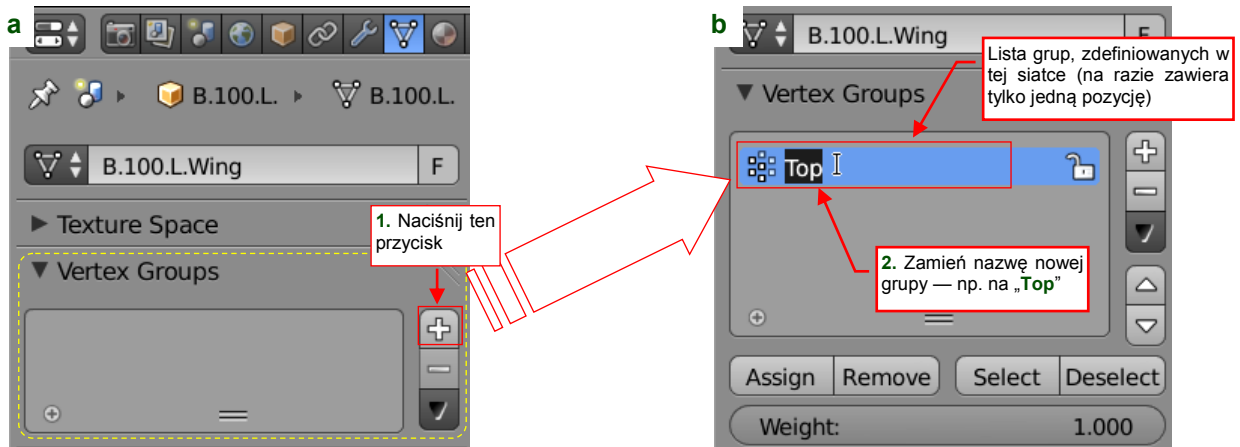 a
B.100.L.
B.100.L.
B.100.L.Wing
F
Texture Space
1. Naciśnij ten
przycisk
Vertex Groups
b
B.100.L.Wing
F
Lista grup, zdefiniowanych w
tej siatce (na razie zawiera
tylko jedną pozycję)
Vertex Groups
Top
2. Zamień nazwę nowej
grupy — np. na „Top”
Assign
Remove
Select
Deselect
Weight:
1.000